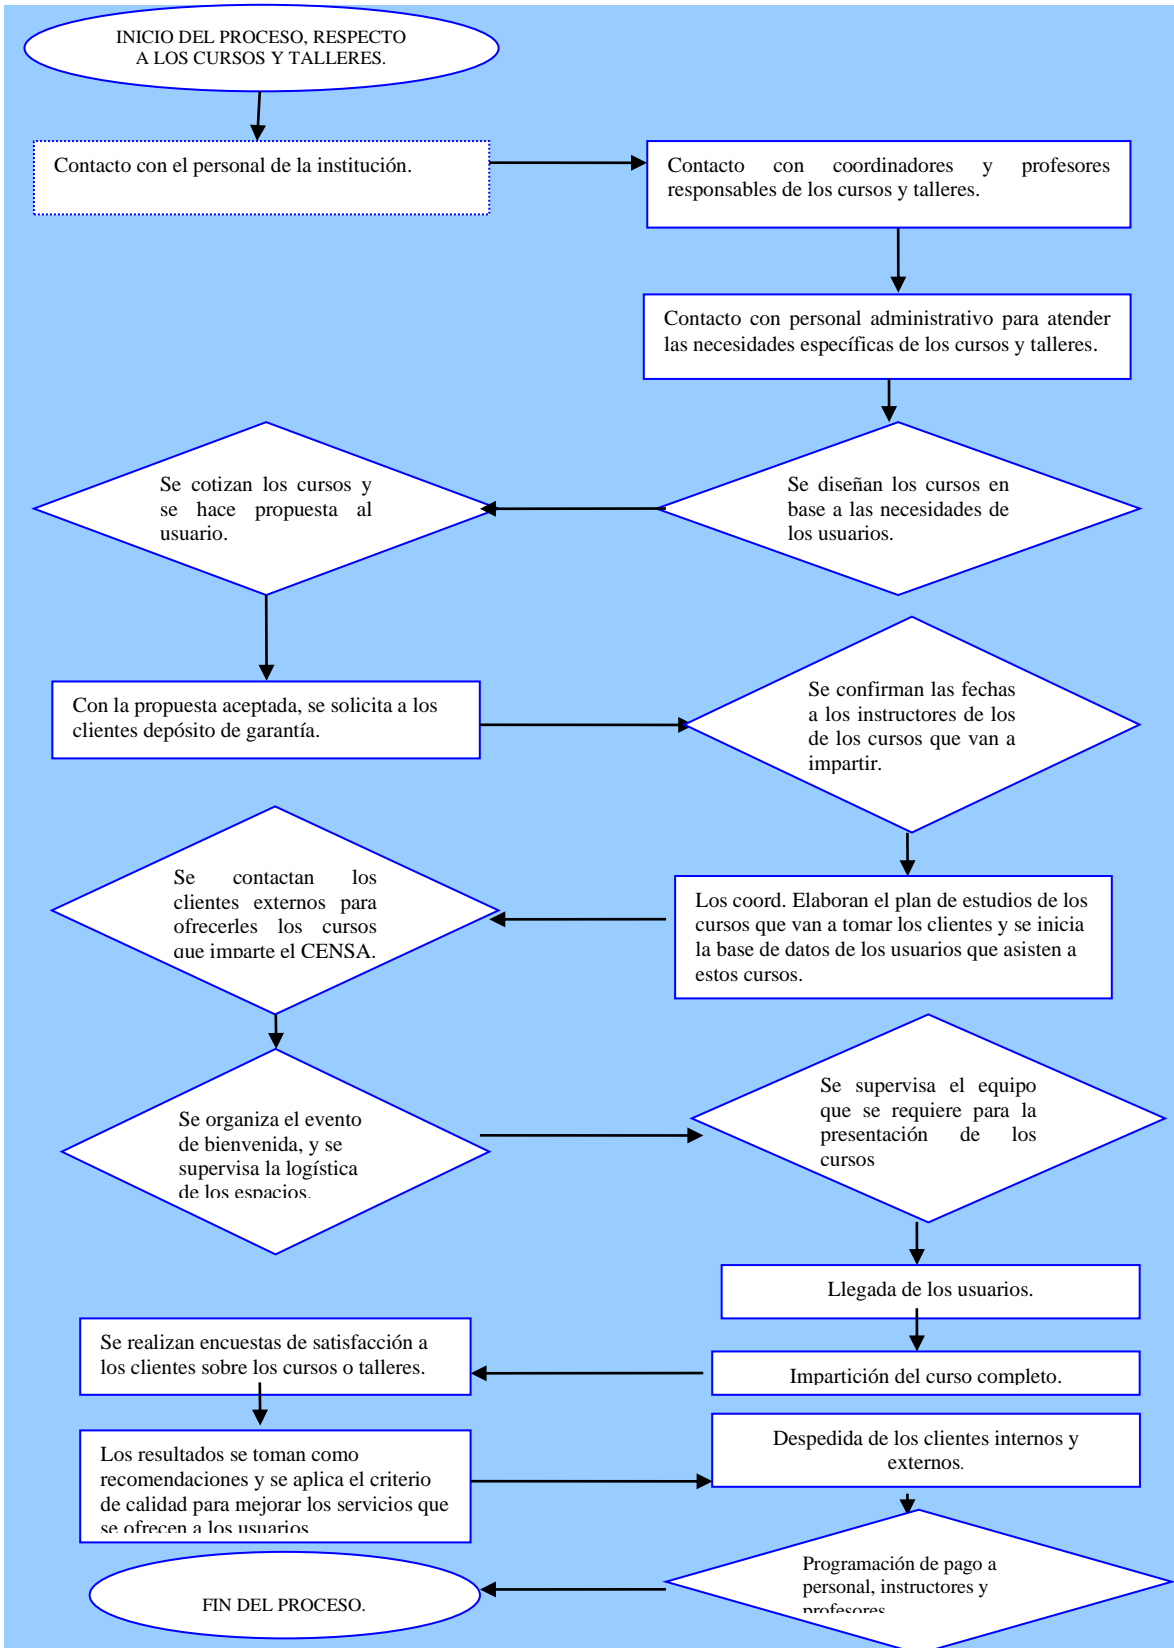 INICIO DEL PROCESO, RESPECTO
A LOS CURSOS Y TALLERES.
Contacto con el personal de la institución.
Contacto con coordinadores y profesores
responsables de los cursos y talleres.
Contacto con personal administrativo para atender
las necesidades específicas de los cursos y talleres.
Se diseñan los cursos en
base a las necesidades de
los usuarios.
Se cotizan los cursos y
se hace propuesta al
usuario.
Con la propuesta aceptada, se solicita a los
clientes depósito de garantía.
Se confirman las fechas
a los instructores de los
de los cursos que van a
impartir.
Los coord. Elaboran el plan de estudios de los
cursos que van a tomar los clientes y se inicia
la base de datos de los usuarios que asisten a
estos cursos.
Se contactan los
clientes externos para
ofrecerles los cursos
que imparte el CENSA.
Se organiza el evento
de bienvenida, y se
supervisa la logística
de los espacios.
Se supervisa el equipo
que se requiere para la
presentación de los
cursos
Llegada de los usuarios.
Impartición del curso completo.
Se realizan encuestas de satisfacción a
los clientes sobre los cursos o talleres.
Los resultados se toman como
recomendaciones y se aplica el criterio
de calidad para mejorar los servicios que
se ofrecen a los usuarios
Despedida de los clientes internos y
externos.
Programación de pago a
personal, instructores y
profesores
FIN DEL PROCESO.